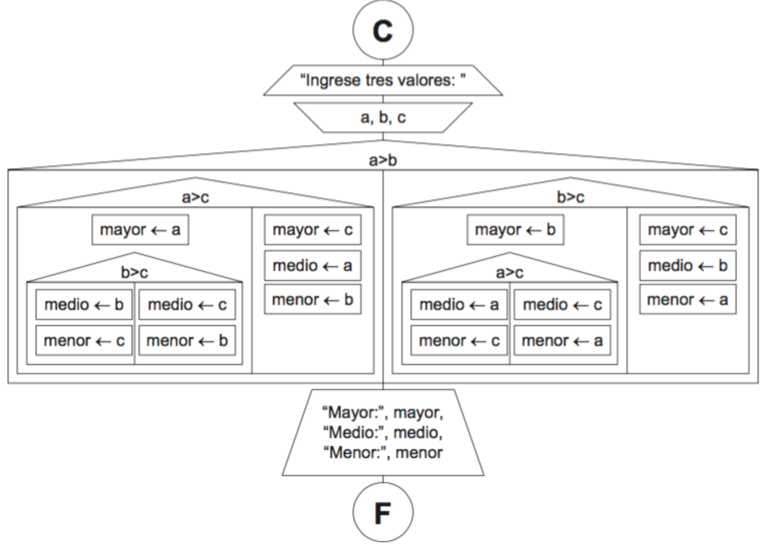 C
“Ingrese tres valores: ”
a, b, c
a>b
a>c
mayor ← a
b>c
medio ← b
menor ← c
medio ← c
menor ← b
mayor ← c
medio ← a
menor ← b
b>c
mayor ← b
a>c
medio ← a
menor ← c
medio ← c
menor ← a
mayor ← c
medio ← b
menor ← a
“Mayor:”, mayor,
“Medio:”, medio,
“Menor:”, menor
F